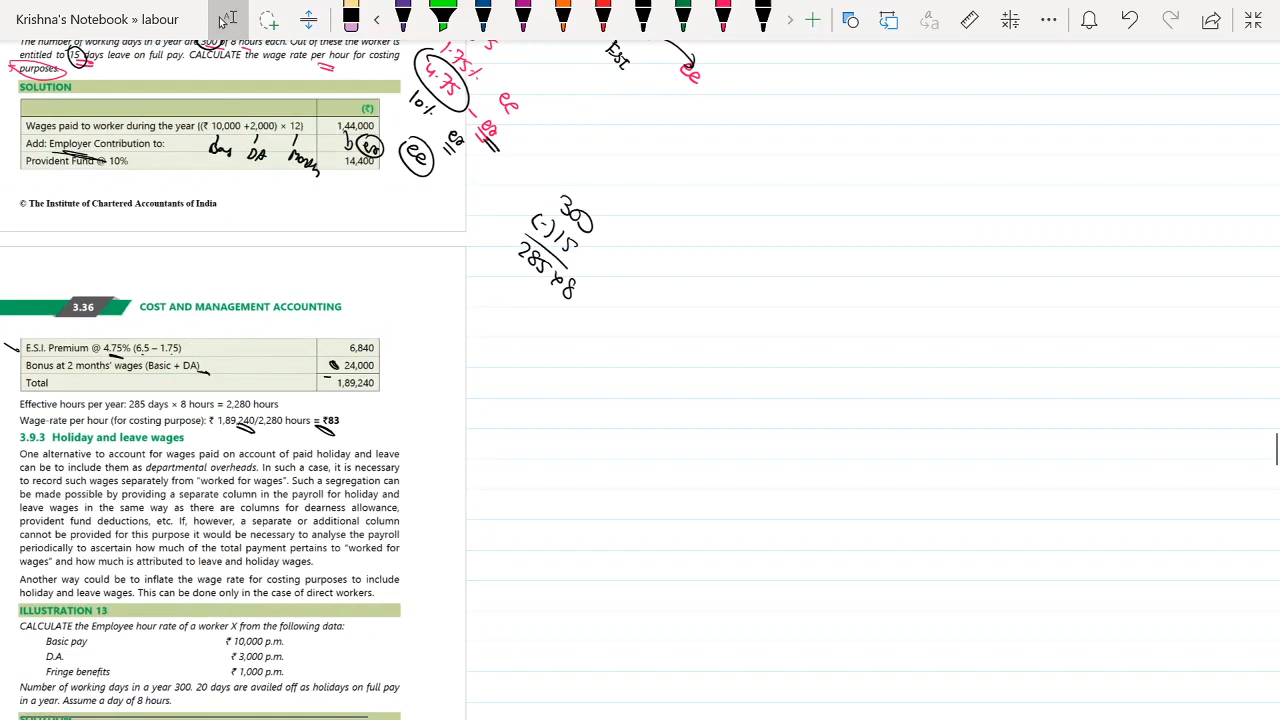 Krishna's Notebook » labour
The number of working days in a year are 300 of 8 hours each. Out of these the worker is
entitled to 15 days leave on full pay. CALCULATE the wage rate per hour for costing
purposes.
SOLUTION
(₹)
Wages paid to worker during the year {(₹ 10,000 +2,000) × 12} 1,44,000
Add: Employer Contribution to:
Provident Fund @ 10% 14,400
Basic DA Months
er
1.75%
4.75
10%
ee
er
ee
er
ESI
ee
© The Institute of Chartered Accountants of India
300
(-) 15
285 × 8
3.36 COST AND MANAGEMENT ACCOUNTING
E.S.I. Premium @ 4.75% (6.5 – 1.75) 6,840
Bonus at 2 months' wages (Basic + DA) 24,000
Total 1,89,240
Effective hours per year: 285 days × 8 hours = 2,280 hours
Wage-rate per hour (for costing purpose): ₹ 1,89,240/2,280 hours = ₹83
3.9.3 Holiday and leave wages
One alternative to account for wages paid on account of paid holiday and leave
can be to include them as departmental overheads. In such a case, it is necessary
to record such wages separately from "worked for wages". Such a segregation can
be made possible by providing a separate column in the payroll for holiday and
leave wages in the same way as there are columns for dearness allowance,
provident fund deductions, etc. If, however, a separate or additional column
cannot be provided for this purpose it would be necessary to analyse the payroll
periodically to ascertain how much of the total payment pertains to "worked for
wages" and how much is attributed to leave and holiday wages.
Another way could be to inflate the wage rate for costing purposes to include
holiday and leave wages. This can be done only in the case of direct workers.
ILLUSTRATION 13
CALCULATE the Employee hour rate of a worker X from the following data:
Basic pay ₹ 10,000 p.m.
D.A. ₹ 3,000 p.m.
Fringe benefits ₹ 1,000 p.m.
Number of working days in a year 300. 20 days are availed off as holidays on full pay
in a year. Assume a day of 8 hours.
SOLUTION